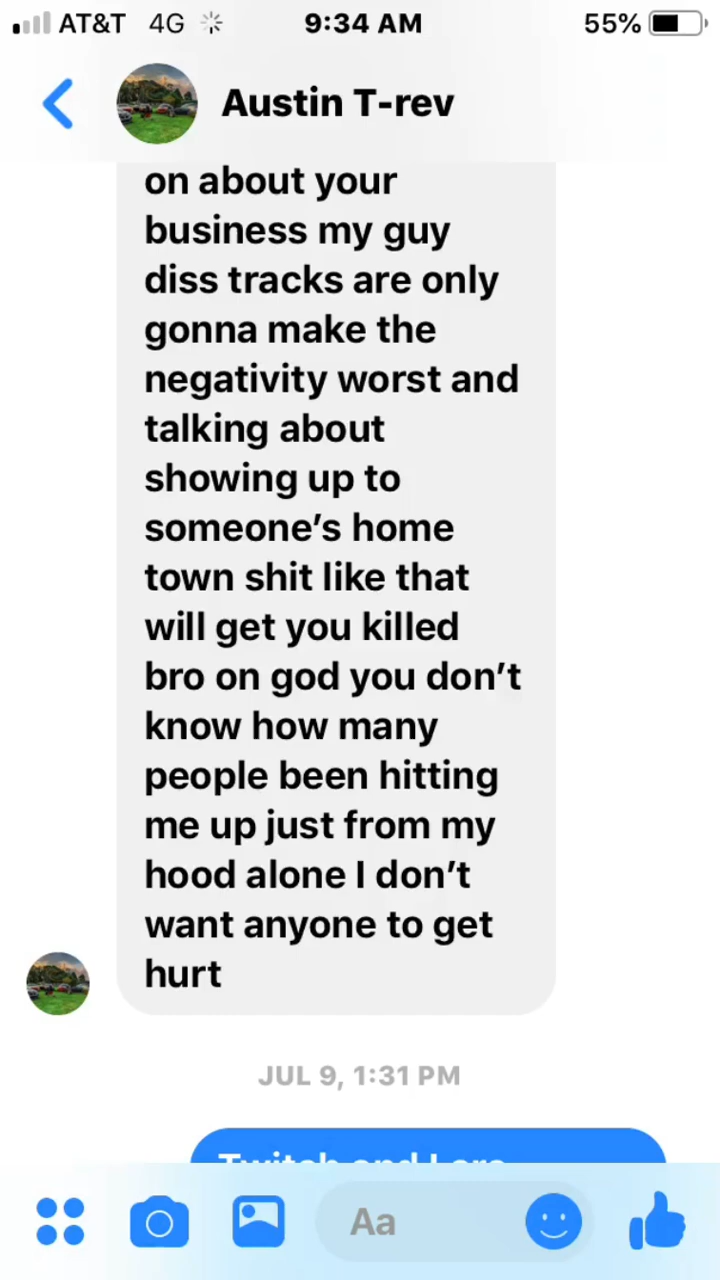 AT&T 4G 9:34 AM 55%
Austin T-rev
on about your
business my guy
diss tracks are only
gonna make the
negativity worst and
talking about
showing up to
someone's home
town shit like that
will get you killed
bro on god you don't
know how many
people been hitting
me up just from my
hood alone I don't
want anyone to get
hurt
JUL 9, 1:31 PM
Twitch and
Aa